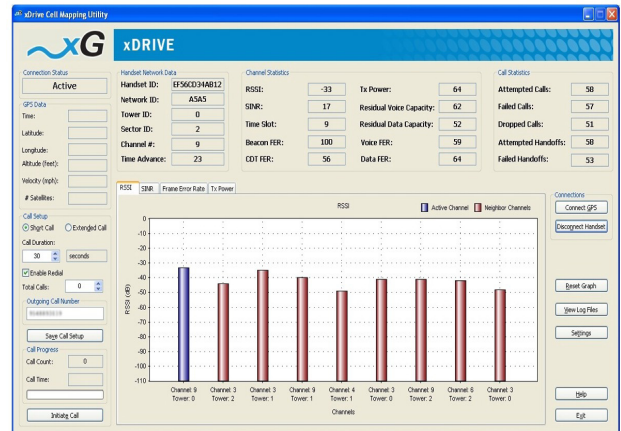 xDrive Cell Mapping Utility
xG
xDRIVE
Connection Status
Active
GPS Data
Time:
Latitude:
Longitude:
Altitude (feet):
Velocity (mph):
# Satellites:
Call Setup
Short Call
Extended Call
Call Duration:
30
seconds
Enable Redial
Total Calls:
0
Outgoing Call Number
Save Call Setup
Call Progress
Call Count:
0
Call Time:
Initiate Call
Handset Network Data
Handset ID: EF56CD34AB12
Network ID: A5A5
Tower ID: 0
Sector ID: 2
Channel #: 9
Time Advance: 23
Channel Statistics
RSSI: -33 Tx Power: 64
SINR: 17 Residual Voice Capacity: 62
Time Slot: 9 Residual Data Capacity: 52
Beacon FER: 100 Voice FER: 59
CDT FER: 56 Data FER: 64
Call Statistics
Attempted Calls: 58
Failed Calls: 57
Dropped Calls: 51
Attempted Handoffs: 58
Failed Handoffs: 53
RSSI SINR Frame Error Rate Tx Power
RSSI
Active Channel Neighbor Channels
RSSI (dB)
0
-10
-20
-30
-40
-50
-60
-70
-80
-90
-100
-110
Channel: 9 Channel: 3 Channel: 3 Channel: 9 Channel: 4 Channel: 3 Channel: 9 Channel: 6 Channel: 3
Tower: 0 Tower: 2 Tower: 1 Tower: 1 Tower: 1 Tower: 0 Tower: 2 Tower: 2 Tower: 0
Channels
Connections
Connect GPS
Disconnect Handset
Reset Graph
View Log Files
Settings
Help
Exit